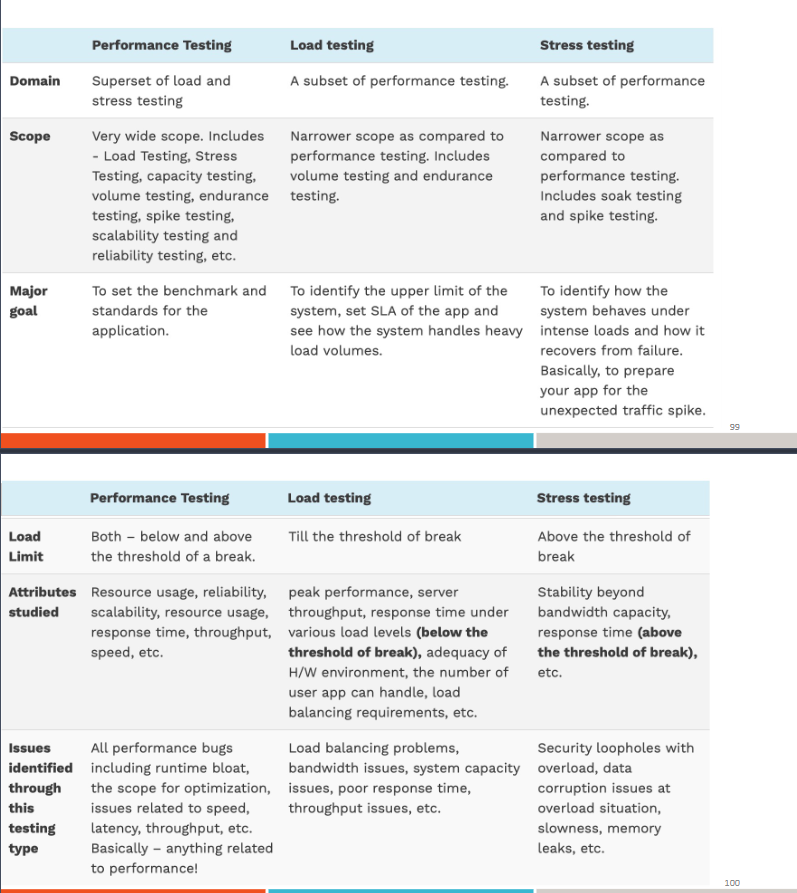 Performance Testing Load testing Stress testing
Domain
Superset of load and
stress testing
A subset of performance testing.
A subset of performance
testing.
Scope
Very wide scope. Includes
- Load Testing, Stress
Testing, capacity testing,
volume testing, endurance
testing, spike testing,
scalability testing and
reliability testing, etc.
Narrower scope as compared to
performance testing. Includes
volume testing and endurance
testing.
Narrower scope as
compared to
performance testing.
Includes soak testing
and spike testing.
Major
goal
To set the benchmark and
standards for the
application.
To identify the upper limit of the
system, set SLA of the app and
see how the system handles heavy
load volumes.
To identify how the
system behaves under
intense loads and how it
recovers from failure.
Basically, to prepare
your app for the
unexpected traffic spike.
99
Performance Testing Load testing Stress testing
Load
Limit
Both – below and above
the threshold of a break.
Till the threshold of break
Above the threshold of
break
Attributes
studied
Resource usage, reliability,
scalability, resource usage,
response time, throughput,
speed, etc.
peak performance, server
throughput, response time under
various load levels (below the
threshold of break), adequacy of
H/W environment, the number of
user app can handle, load
balancing requirements, etc.
Stability beyond
bandwidth capacity,
response time (above
the threshold of break),
etc.
Issues
identified
through
this
testing
type
All performance bugs
including runtime bloat,
the scope for optimization,
issues related to speed,
latency, throughput, etc.
Basically – anything related
to performance!
Load balancing problems,
bandwidth issues, system capacity
issues, poor response time,
throughput issues, etc.
Security loopholes with
overload, data
corruption issues at
overload situation,
slowness, memory
leaks, etc.
100